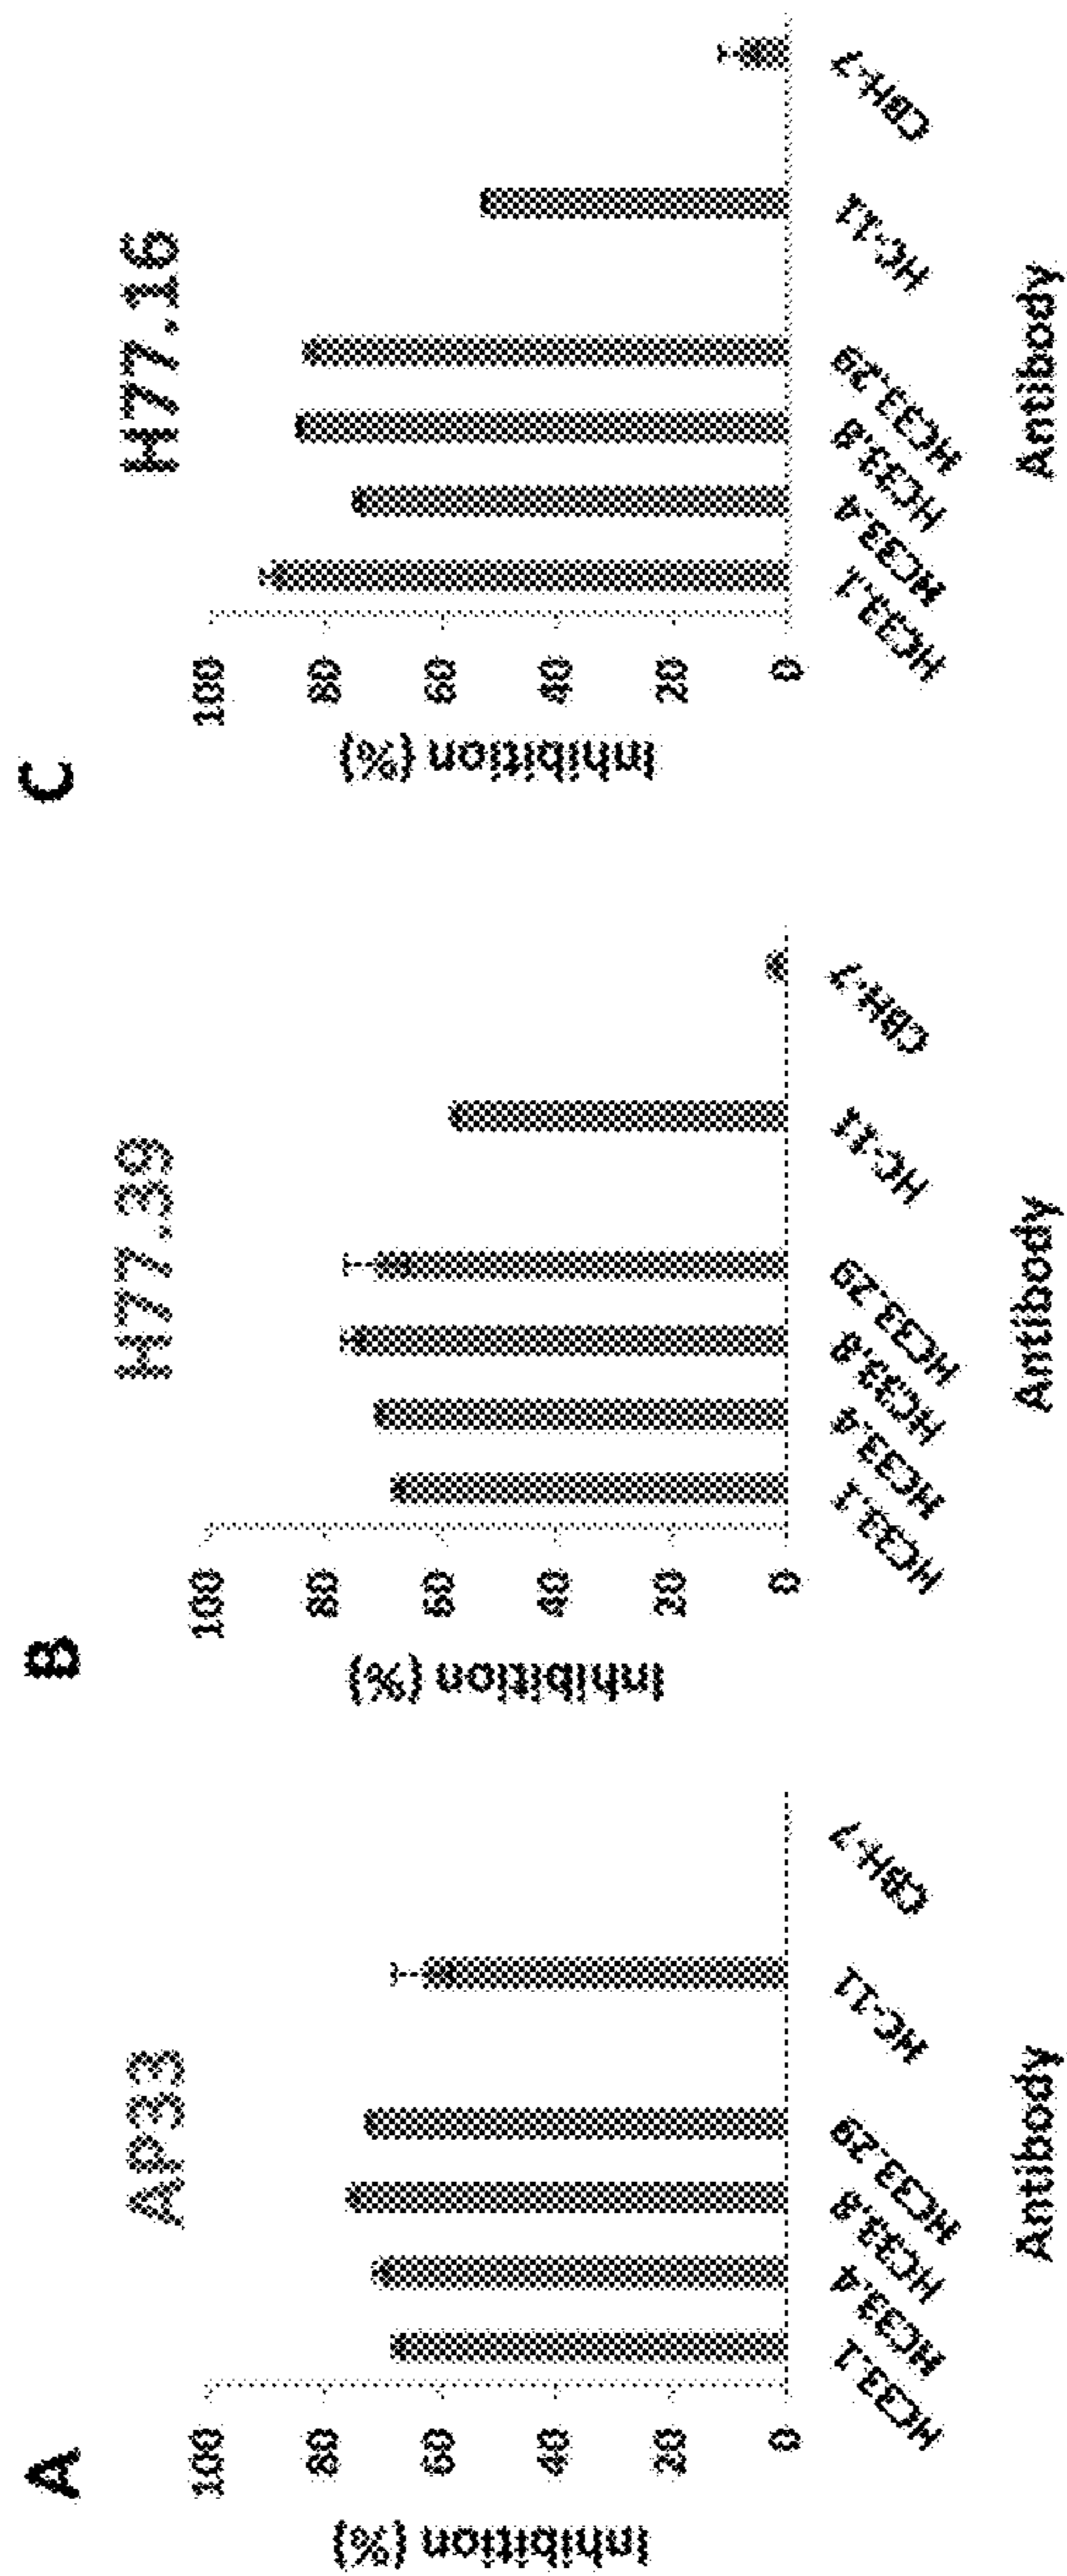 A
AP33
Inhibition (%)
100
80
60
40
20
0
HC33.1
HC33.4
HC33.8
HC33.29
HC-11
CBH-7
Antibody
B
H77.39
Inhibition (%)
100
80
60
40
20
0
HC33.1
HC33.4
HC33.8
HC33.29
HC-11
CBH-7
Antibody
C
H77.16
Inhibition (%)
100
80
60
40
20
0
HC33.1
HC33.4
HC33.8
HC33.29
HC-11
CBH-7
Antibody